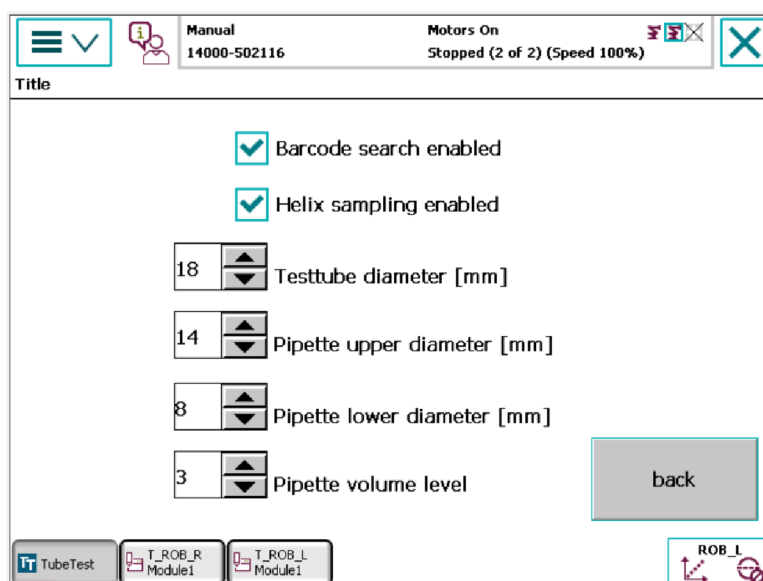 Manual
14000-502116
Motors On
Stopped (2 of 2) (Speed 100%)
Title
Barcode search enabled
Helix sampling enabled
18 Testtube diameter [mm]
14 Pipette upper diameter [mm]
8 Pipette lower diameter [mm]
3 Pipette volume level
back
TT TubeTest
T_ROB_R
Module1
T_ROB_L
Module1
ROB_L